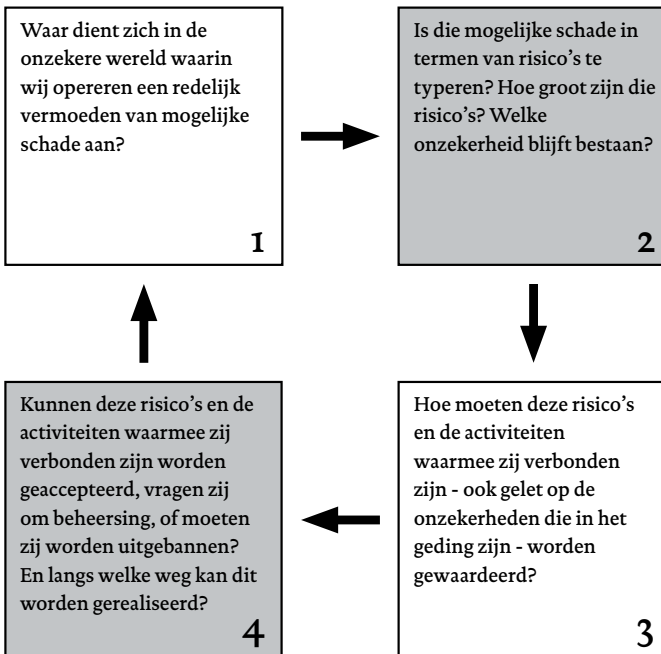 Waar dient zich in de
onzekere wereld waarin
wij opereren een redelijk
vermoeden van mogelijke
schade aan?
1
Is die mogelijke schade in
termen van risico’s te
typeren? Hoe groot zijn die
risico’s? Welke
onzekerheid blijft bestaan?
2
Hoe moeten deze risico’s
en de activiteiten
waarmee zij verbonden
zijn - ook gelet op de
onzekerheden die in het
geding zijn - worden
gewaardeerd?
3
Kunnen deze risico’s en de
activiteiten waarmee zij
verbonden zijn worden
geaccepteerd, vragen zij
om beheersing, of moeten
zij worden uitgebannen?
En langs welke weg kan dit
worden gerealiseerd?
4